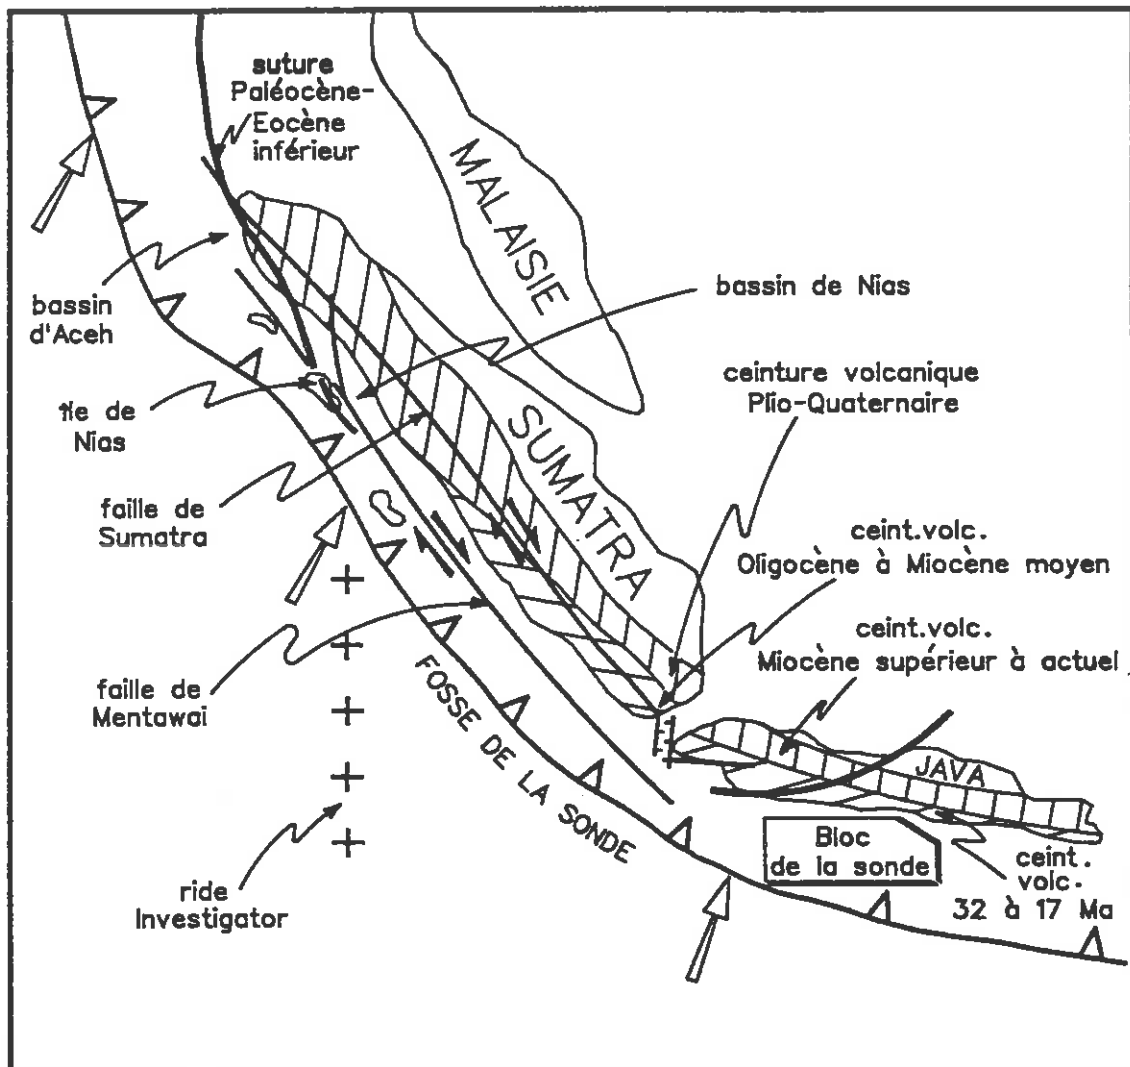 suture
Paléocène-
Eocène
inférieur
MALAISIE
bassin
d'Aceh
bassin de Nias
île de
Nias
ceinture volcanique
Plio-Quaternaire
SUMATRA
faille de
Sumatra
ceint.volc.
Oligocène à Miocène moyen
ceint.volc.
Miocène supérieur à actuel
faille de
Mentawai
FOSSE DE LA SONDE
JAVA
Bloc
de la sonde
ceint.
volc.
32 à 17 Ma
ride
Investigator